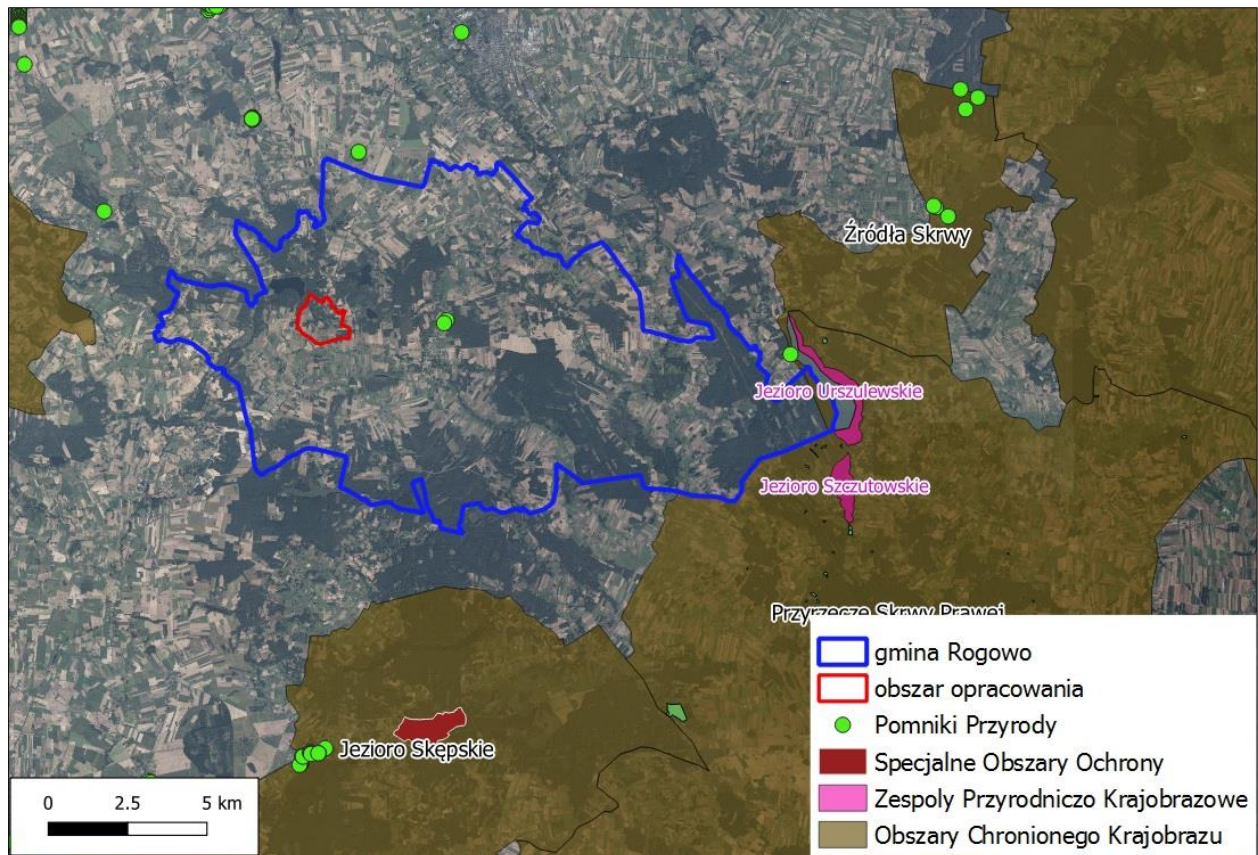 Źródła Skrwy
Jezioro Urszulewskie
Jezioro Szczutowskie
Przyrzecze Skrwy Prawej
Jezioro Skępskie
gmina Rogowo
obszar opracowania
Pomniki Przyrody
Specjalne Obszary Ochrony
Zespoly Przyrodniczo Krajobrazowe
Obszary Chronionego Krajobrazu
0 2.5 5 km